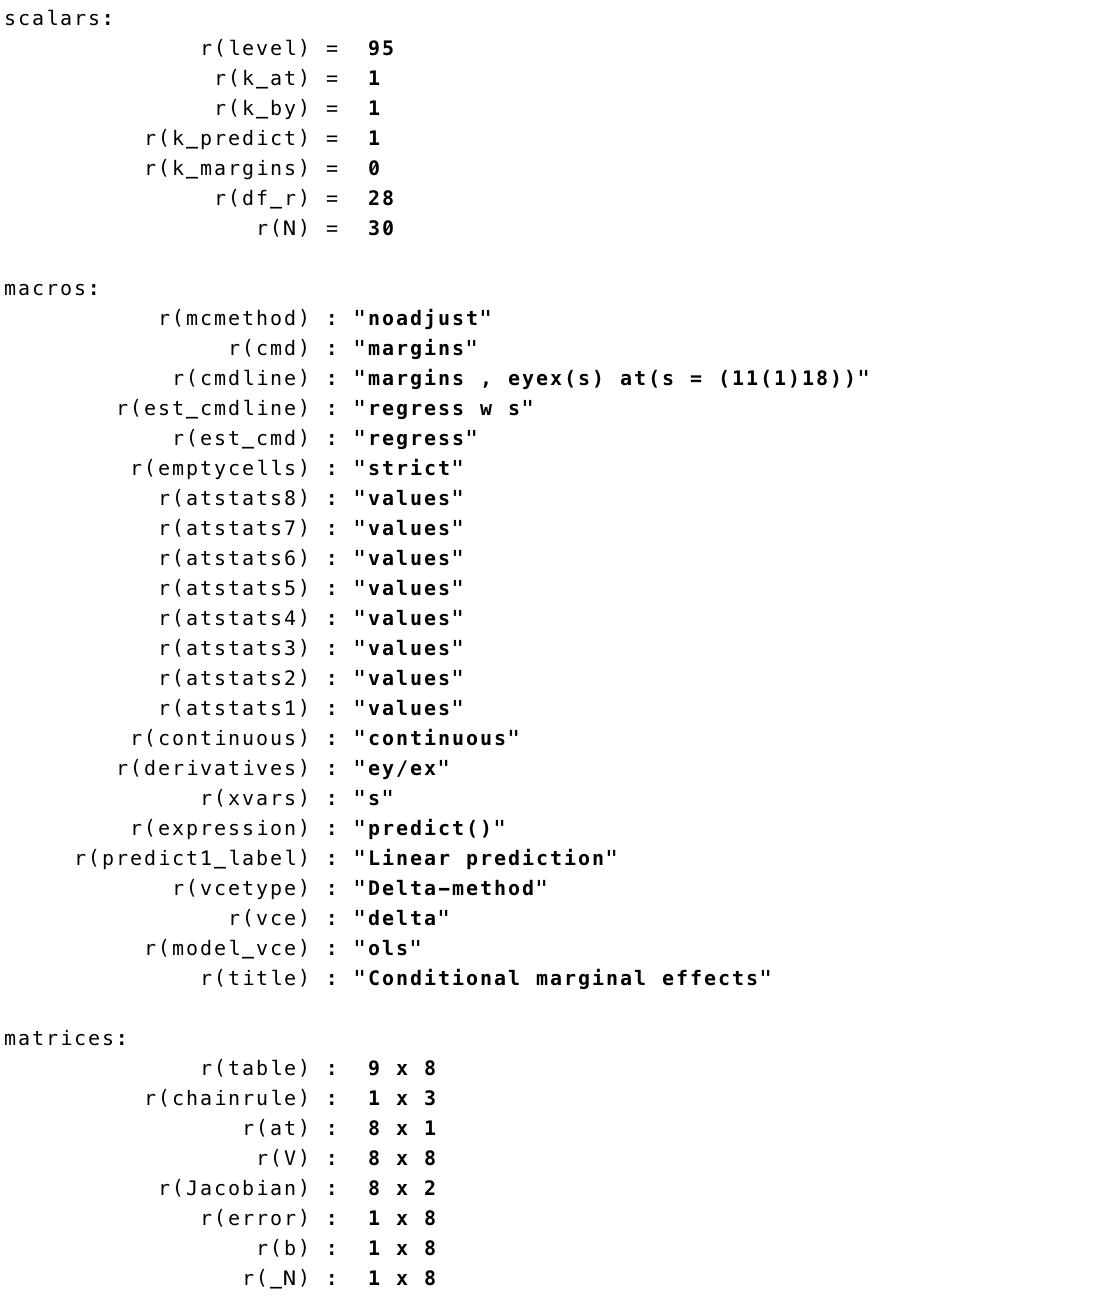 scalars:
r(level) = 95
r(k_at) = 1
r(k_by) = 1
r(k_predict) = 1
r(k_margins) = 0
r(df_r) = 28
r(N) = 30
macros:
r(mcmethod) : "noadjust"
r(cmd) : "margins"
r(cmdline) : "margins , eyex(s) at(s = (11(1)18))"
r(est_cmdline) : "regress w s"
r(est_cmd) : "regress"
r(emptycells) : "strict"
r(atstats8) : "values"
r(atstats7) : "values"
r(atstats6) : "values"
r(atstats5) : "values"
r(atstats4) : "values"
r(atstats3) : "values"
r(atstats2) : "values"
r(atstats1) : "values"
r(continuous) : "continuous"
r(derivatives) : "ey/ex"
r(xvars) : "s"
r(expression) : "predict()"
r(predict1_label) : "Linear prediction"
r(vcetype) : "Delta-method"
r(vce) : "delta"
r(model_vce) : "ols"
r(title) : "Conditional marginal effects"
matrices:
r(table) : 9 x 8
r(chainrule) : 1 x 3
r(at) : 8 x 1
r(V) : 8 x 8
r(Jacobian) : 8 x 2
r(error) : 1 x 8
r(b) : 1 x 8
r(_N) : 1 x 8